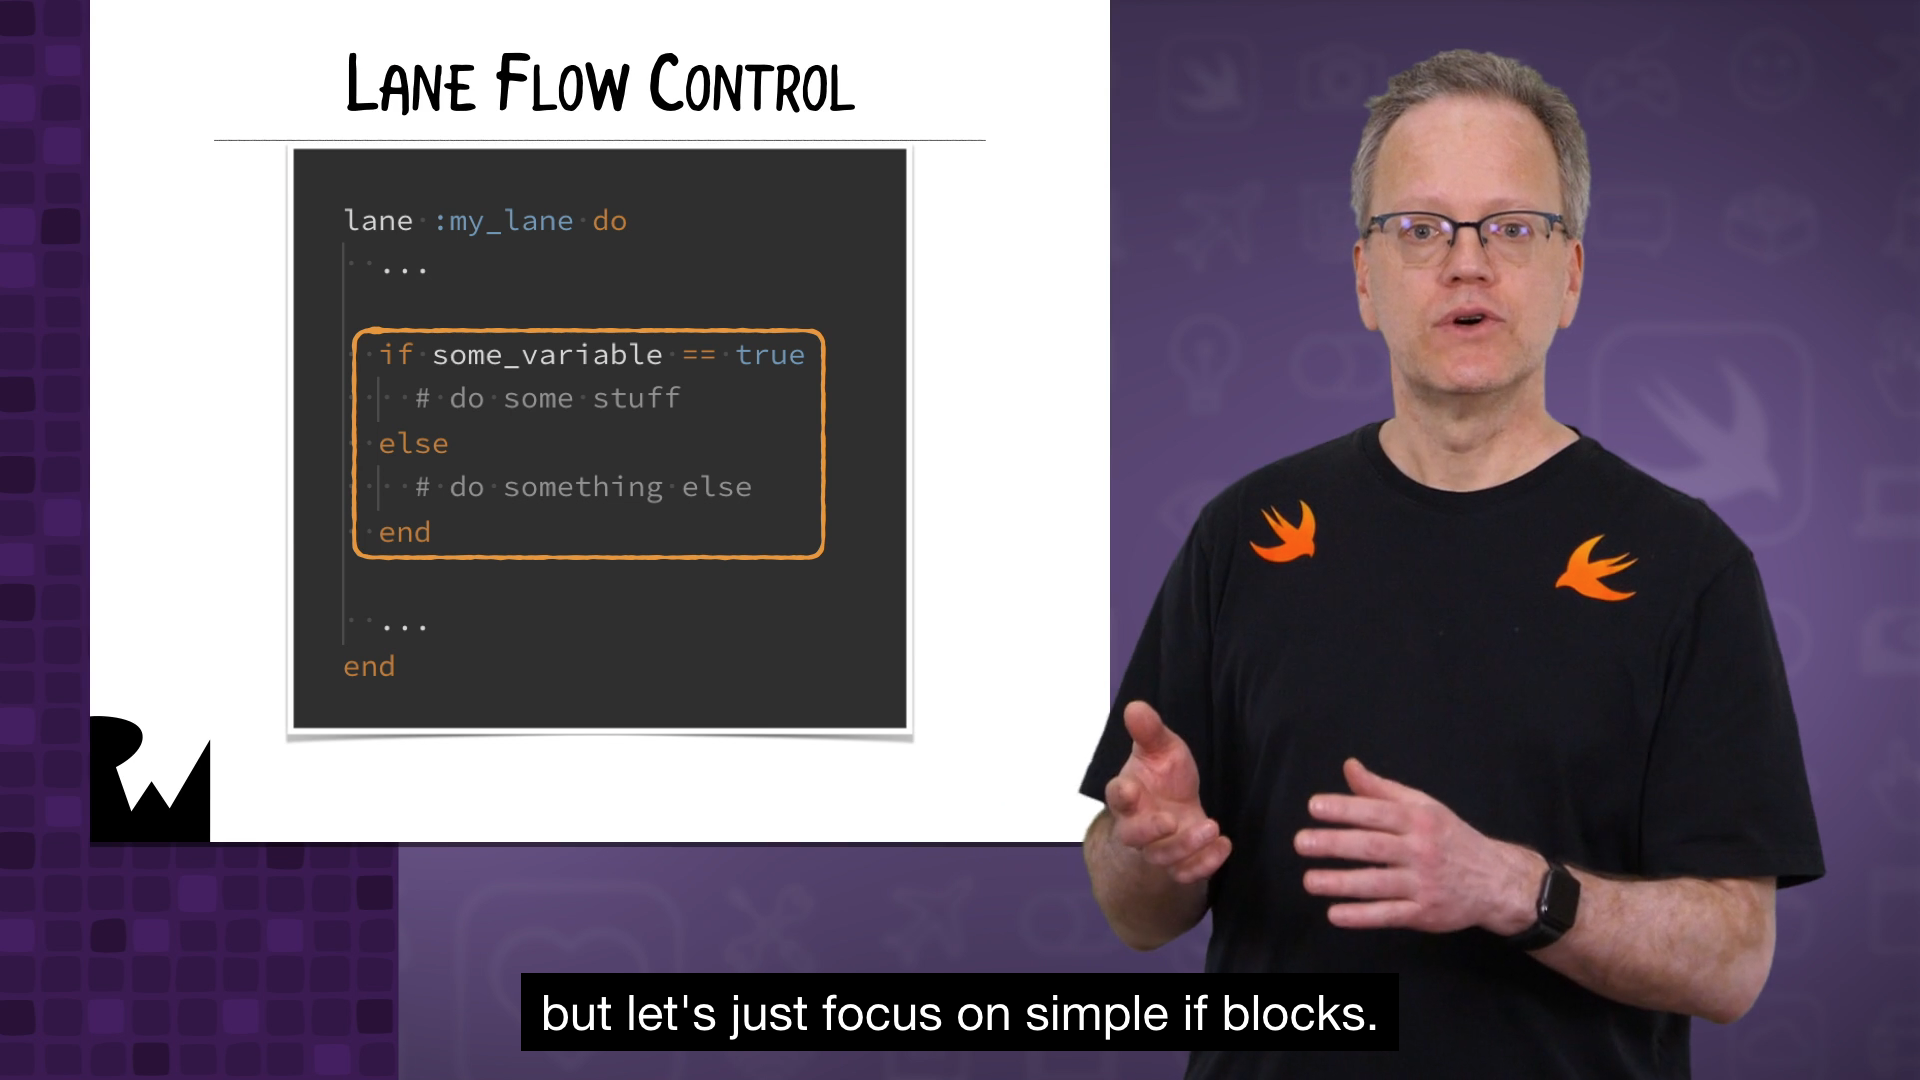 LANE FLOW CONTROL
lane :my_lane do
...
if some_variable == true
# do some stuff
else
# do something else
end
...
end
RW
but let's just focus on simple if blocks.